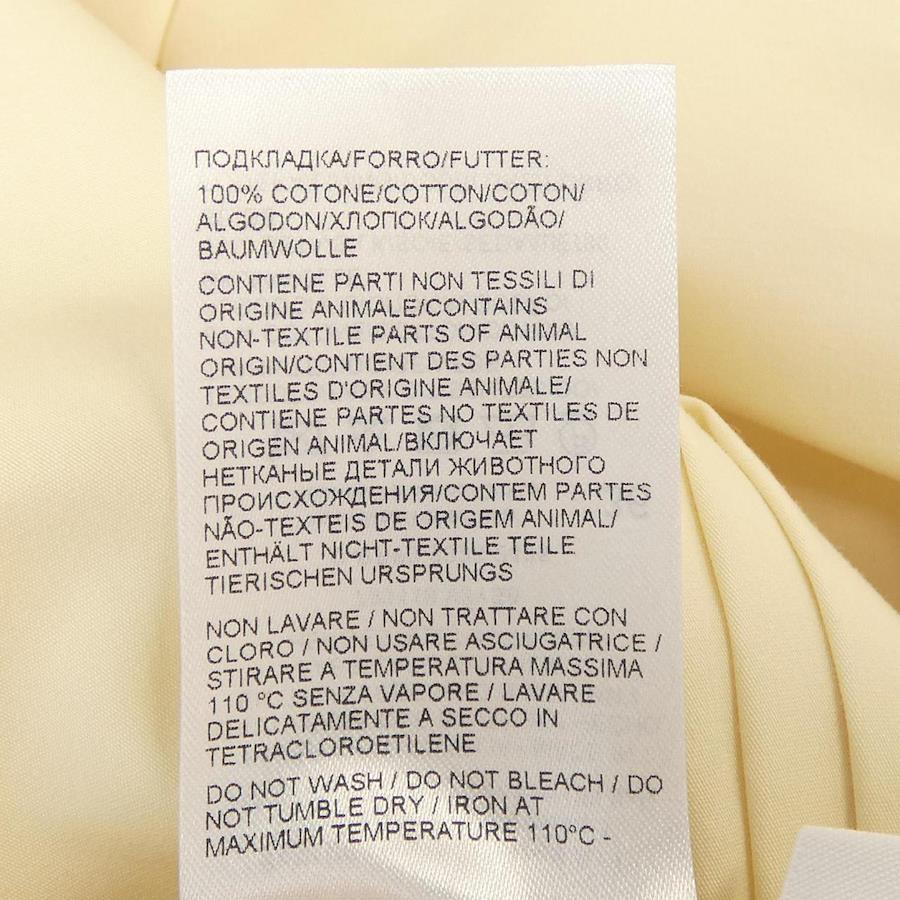 ПОДКЛАДКА/FORRO/FUTTER:
100% COTONE/COTTON/COTON/
ALGODON/ХЛОПОК/ALGODÃO/
BAUMWOLLE
CONTIENE PARTI NON TESSILI DI
ORIGINE ANIMALE/CONTAINS
NON-TEXTILE PARTS OF ANIMAL
ORIGIN/CONTIENT DES PARTIES NON
TEXTILES D'ORIGINE ANIMALE/
CONTIENE PARTES NO TEXTILES DE
ORIGEN ANIMAL/ВКЛЮЧАЕТ
НЕТКАНЫЕ ДЕТАЛИ ЖИВОТНОГО
ПРОИСХОЖДЕНИЯ/CONTEM PARTES
NÃO-TEXTEIS DE ORIGEM ANIMAL/
ENTHÄLT NICHT-TEXTILE TEILE
TIERISCHEN URSPRUNGS
NON LAVARE / NON TRATTARE CON
CLORO / NON USARE ASCIUGATRICE /
STIRARE A TEMPERATURA MASSIMA
110 °C SENZA VAPORE / LAVARE
DELICATAMENTE A SECCO IN
TETRACLOROETILENE
DO NOT WASH / DO NOT BLEACH / DO
NOT TUMBLE DRY / IRON AT
MAXIMUM TEMPERATURE 110°C -